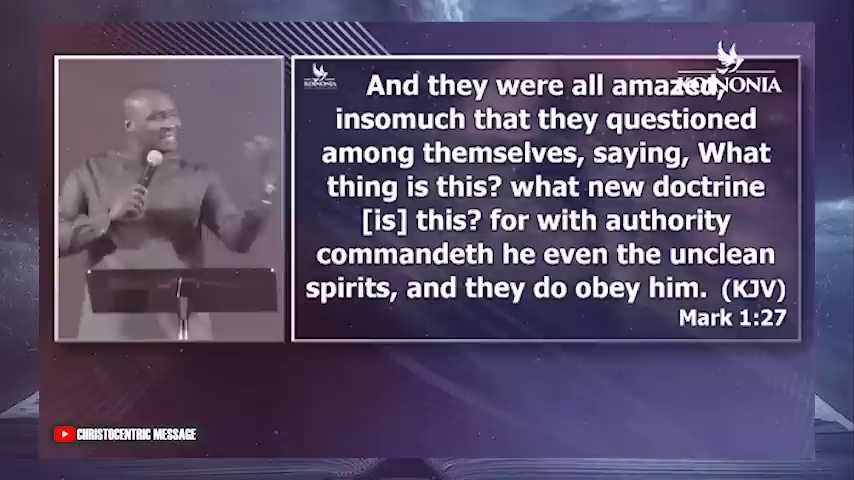 KOINONIA
KOINONIA
And they were all amazed,
insomuch that they questioned
among themselves, saying, What
thing is this? what new doctrine
[is] this? for with authority
commandeth he even the unclean
spirits, and they do obey him. (KJV)
Mark 1:27
CHRISTOCENTRIC MESSAGE